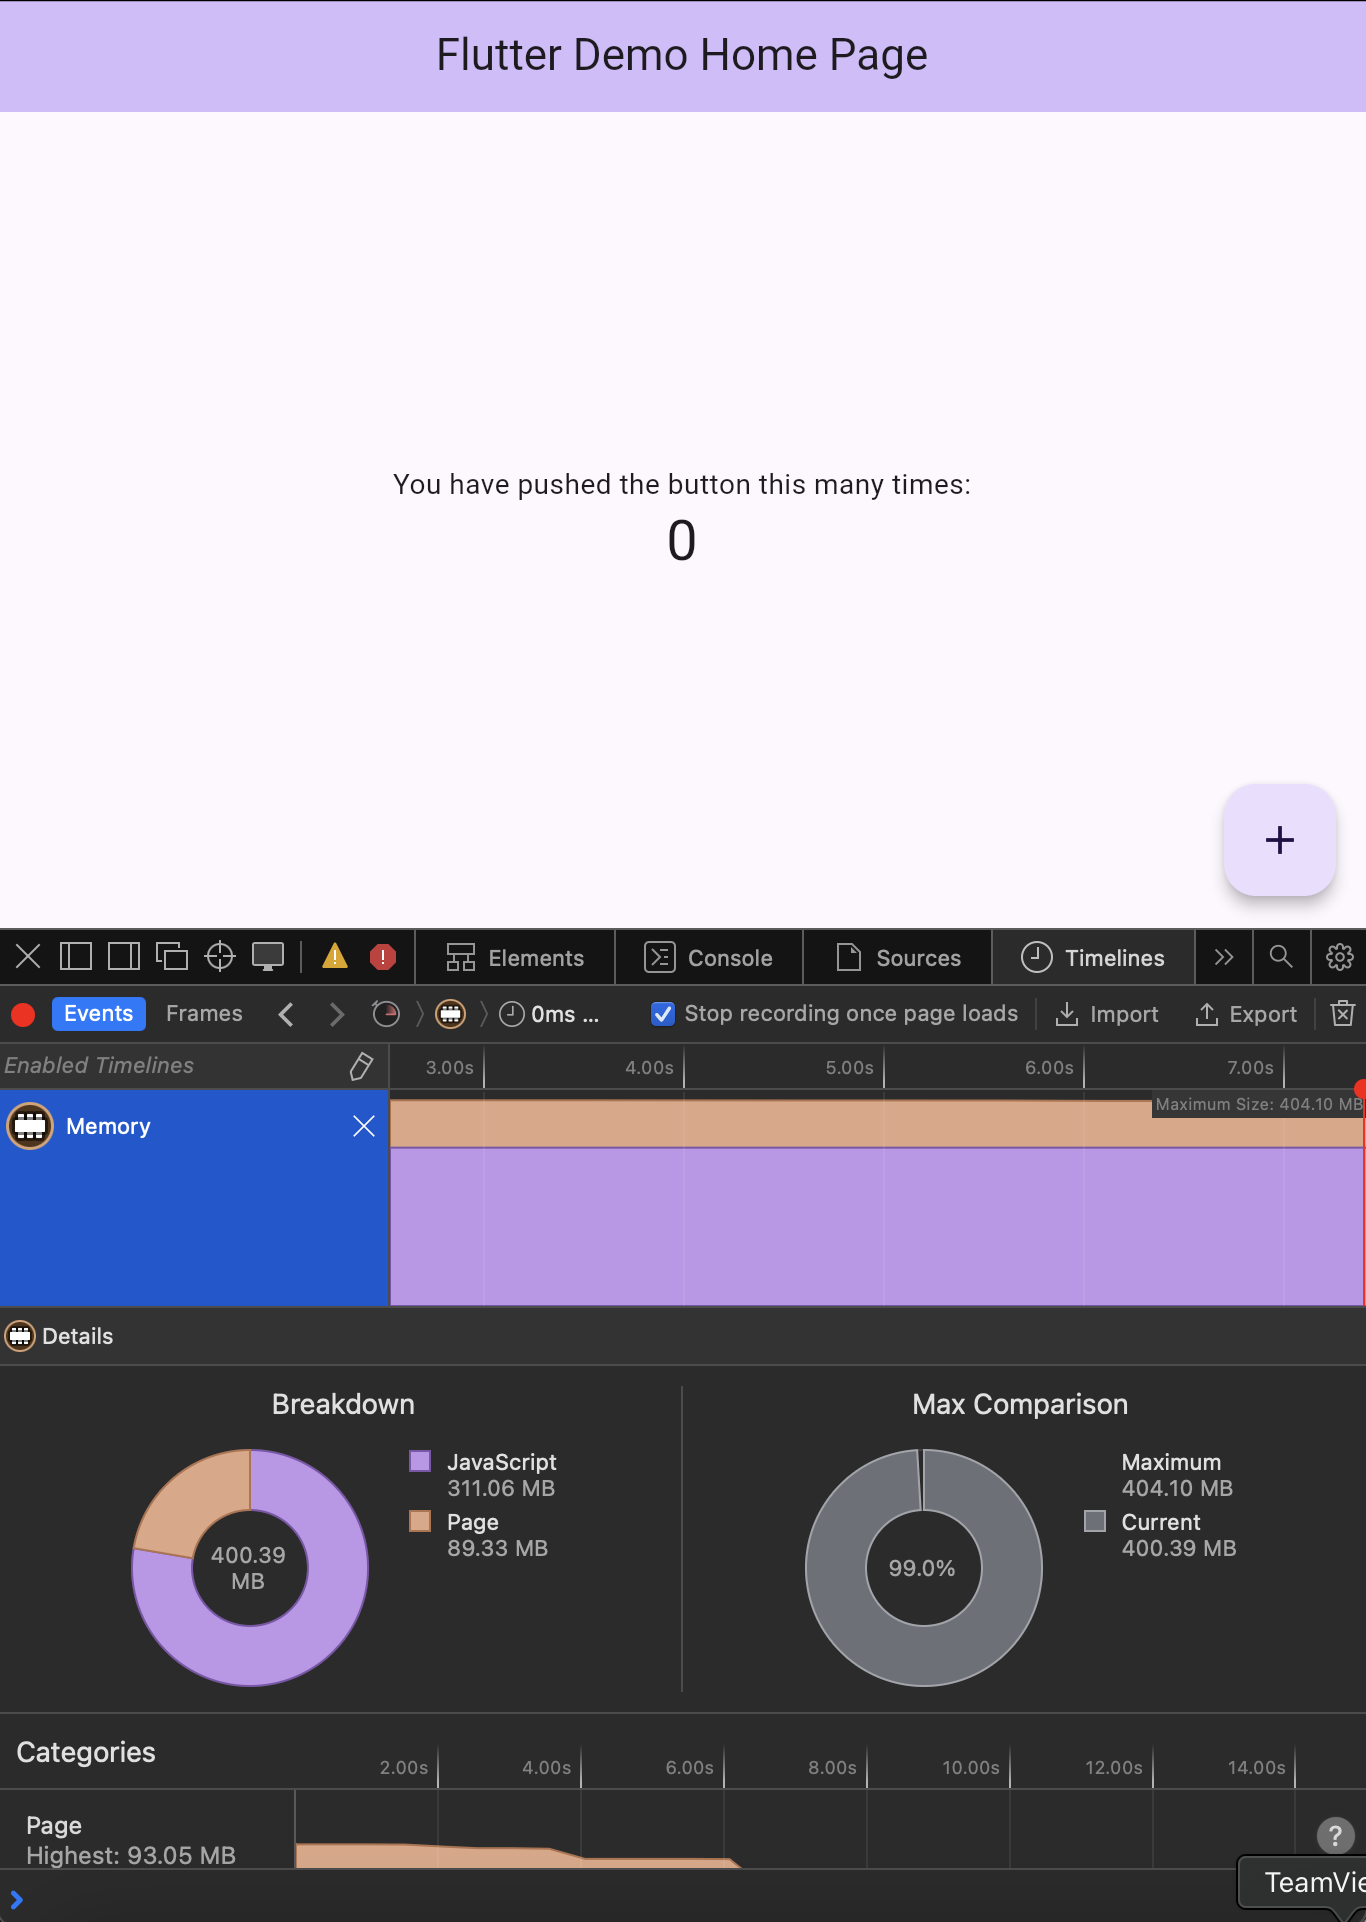 Flutter Demo Home Page
You have pushed the button this many times:
0
+
Elements
Console
Sources
Timelines
Events
Frames
0ms ...
Stop recording once page loads
Import
Export
Enabled Timelines
3.00s
4.00s
5.00s
6.00s
7.00s
Memory
Maximum Size: 404.10 MB
Details
Breakdown
400.39
MB
JavaScript
311.06 MB
Page
89.33 MB
Max Comparison
99.0%
Maximum
404.10 MB
Current
400.39 MB
Categories
2.00s
4.00s
6.00s
8.00s
10.00s
12.00s
14.00s
Page
Highest: 93.05 MB
?
TeamVie